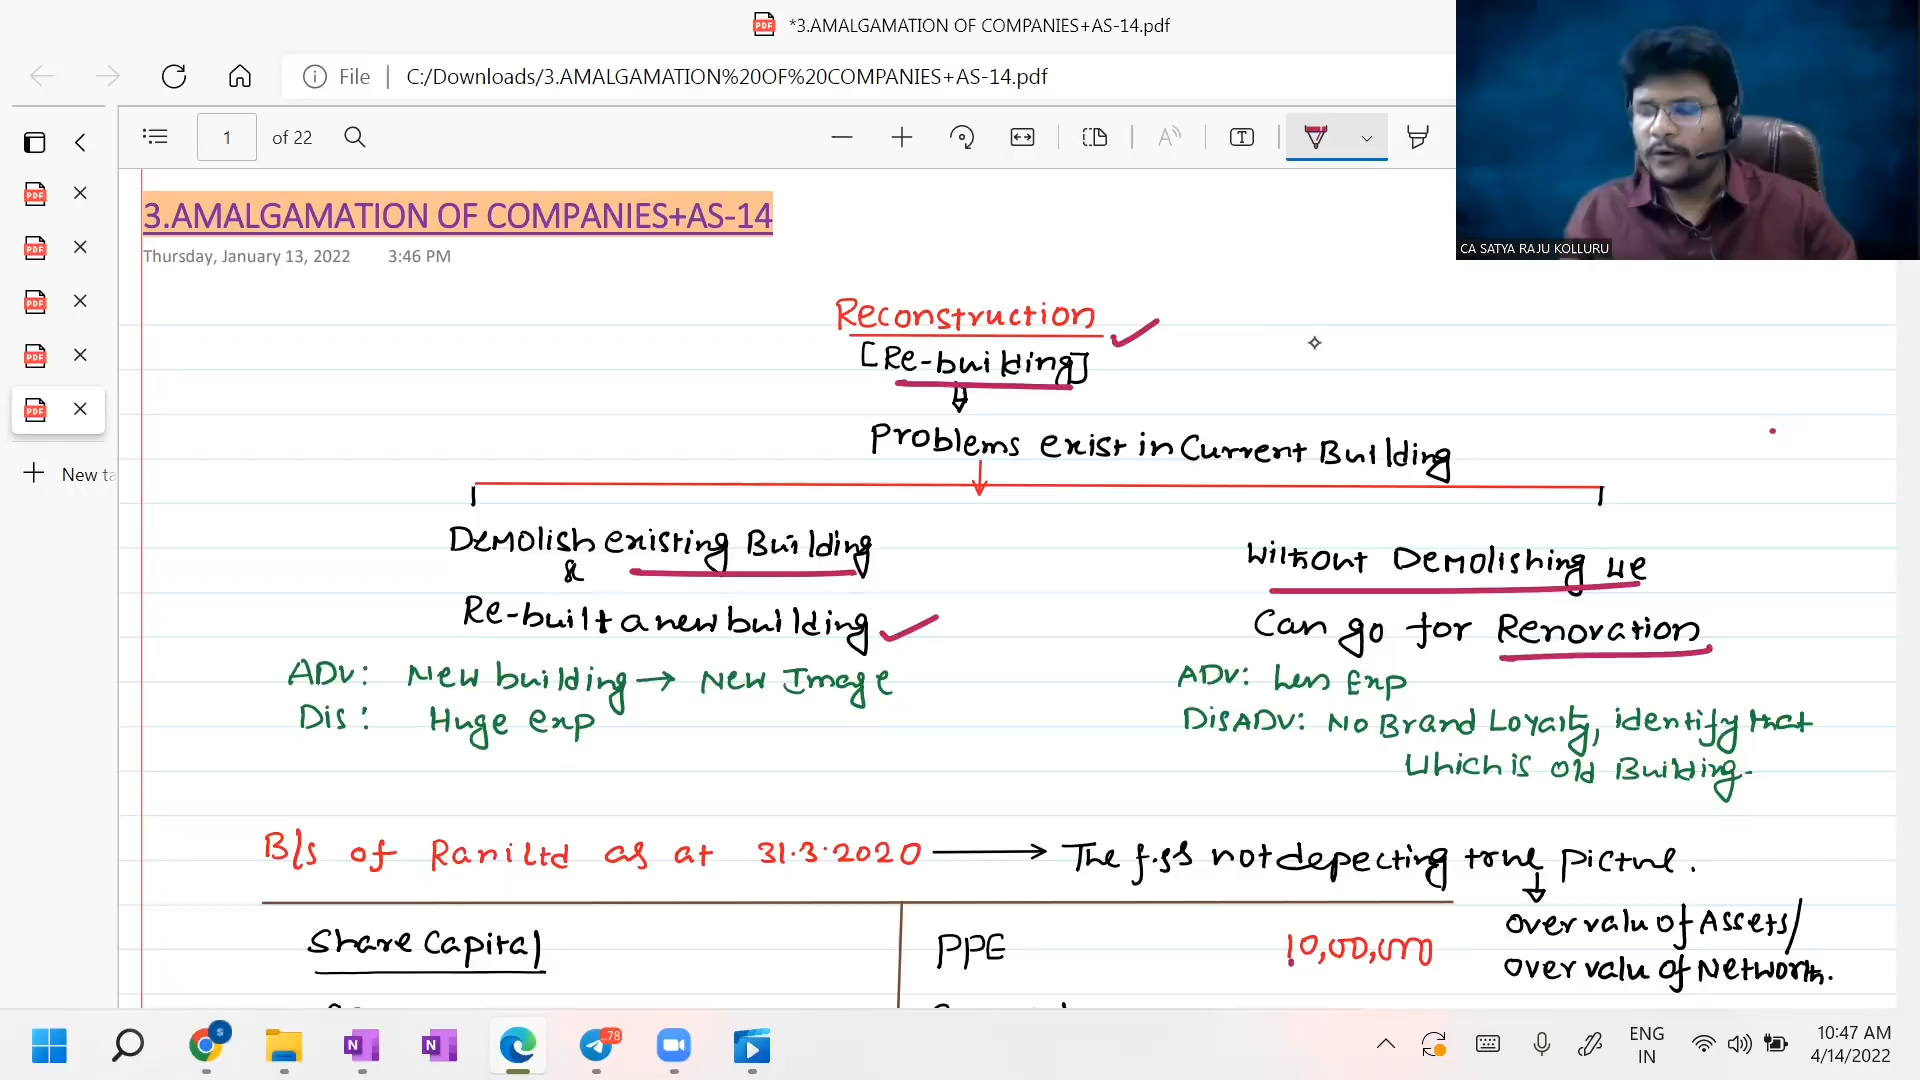 *3.AMALGAMATION OF COMPANIES+AS-14.pdf
File
C:/Downloads/3.AMALGAMATION%20OF%20COMPANIES+AS-14.pdf
1 of 22
CA SATYA RAJU KOLLURU
New ta
3.AMALGAMATION OF COMPANIES+AS-14
Thursday, January 13, 2022 3:46 PM
Reconstruction
[Re-building]
Problems exist in Current Building
Demolish existing Building
&
Re-built a new building
Without Demolishing we
Can go for Renovation
ADV: New building → New Image
Dis: Huge exp
ADV: Less Exp
DisADV: No Brand Loyalty, identify that
which is old Building.
B/s of Rani Ltd as at 31.3.2020 → The f.s's not depecting true picture.
over valu of Assets/
over valu of Networth.
Share Capital
PPE 10,00,000
N
N
..78
ENG
IN
10:47 AM
4/14/2022